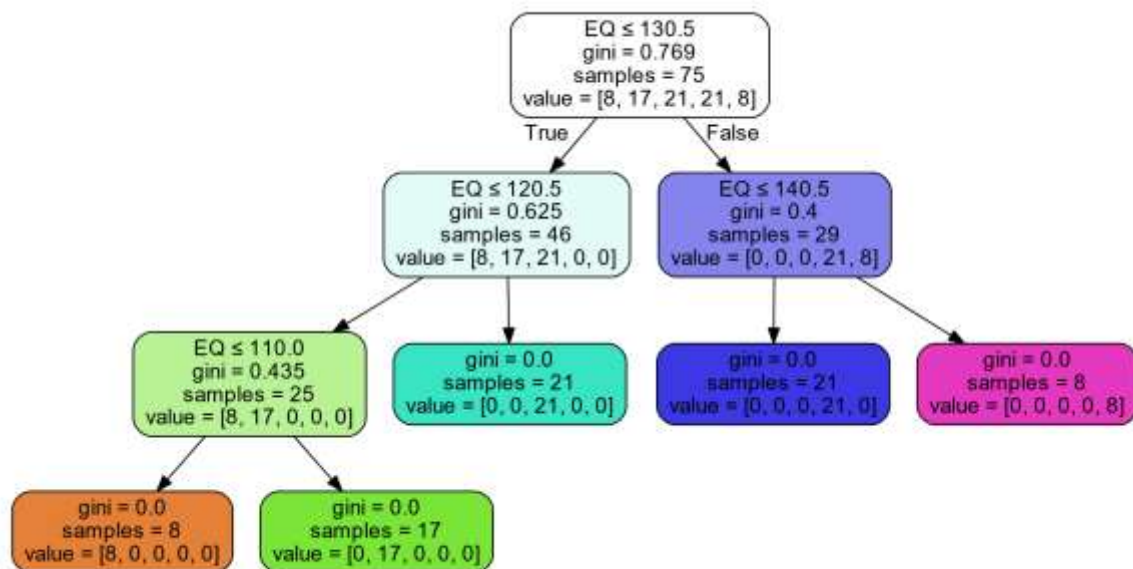 EQ ≤ 130.5
gini = 0.769
samples = 75
value = [8, 17, 21, 21, 8]
True
False
EQ ≤ 120.5
gini = 0.625
samples = 46
value = [8, 17, 21, 0, 0]
EQ ≤ 140.5
gini = 0.4
samples = 29
value = [0, 0, 0, 21, 8]
EQ ≤ 110.0
gini = 0.435
samples = 25
value = [8, 17, 0, 0, 0]
gini = 0.0
samples = 21
value = [0, 0, 21, 0, 0]
gini = 0.0
samples = 21
value = [0, 0, 0, 21, 0]
gini = 0.0
samples = 8
value = [0, 0, 0, 0, 8]
gini = 0.0
samples = 8
value = [8, 0, 0, 0, 0]
gini = 0.0
samples = 17
value = [0, 17, 0, 0, 0]